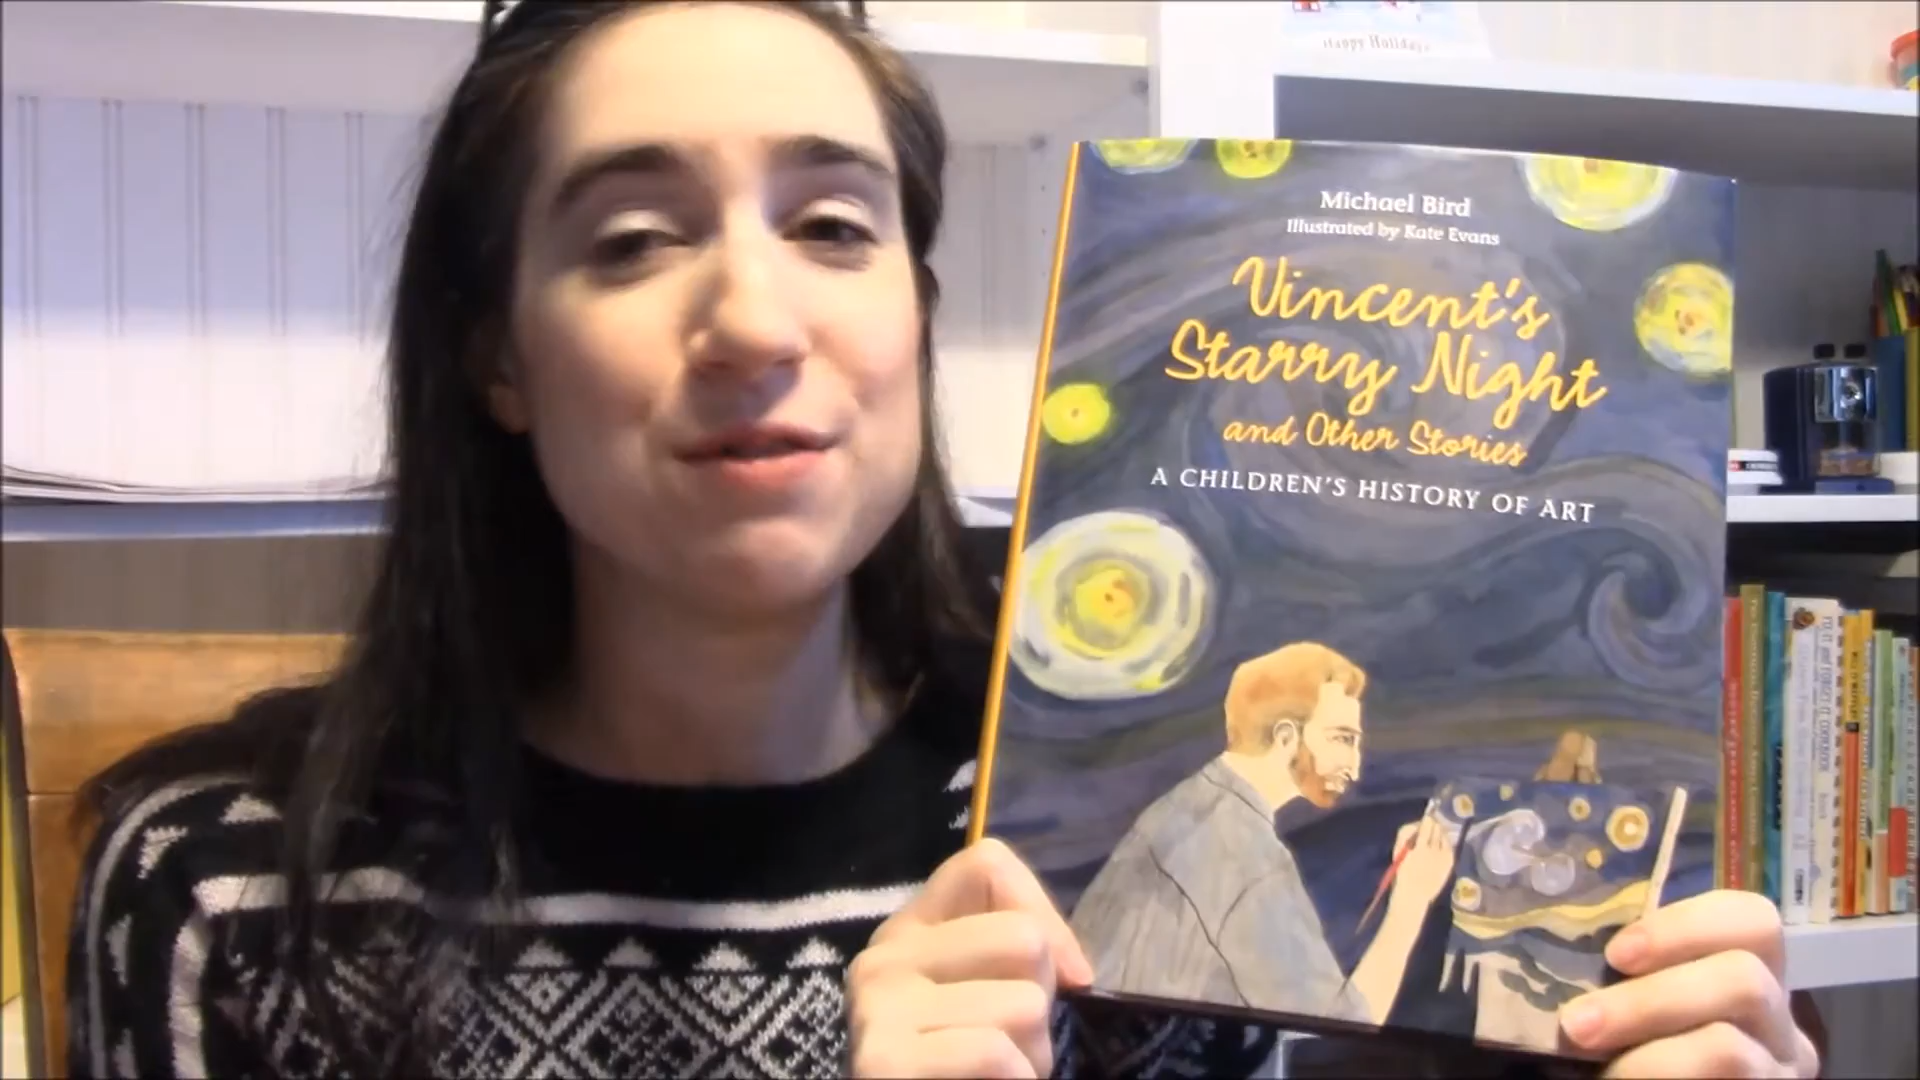 Happy Holidays
Michael Bird
Illustrated by Kate Evans
Vincent's
Starry Night
and Other Stories
A CHILDREN'S HISTORY OF ART